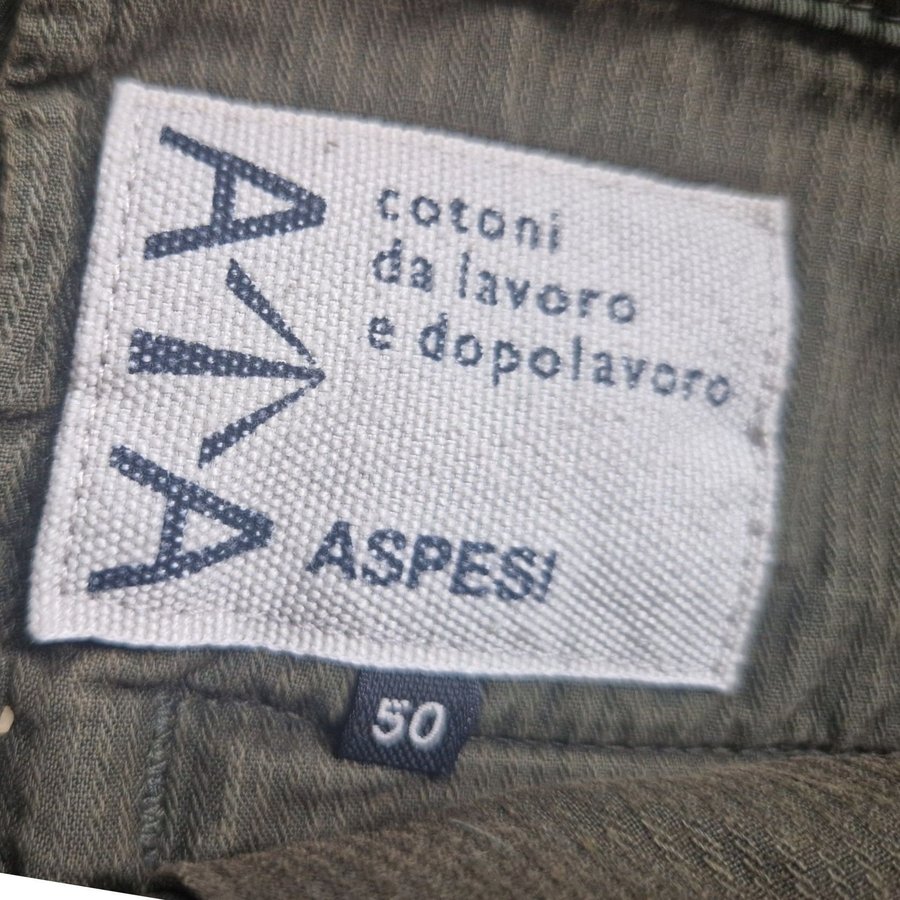 cotoni
da lavoro
e dopolavoro
ASPESI
50